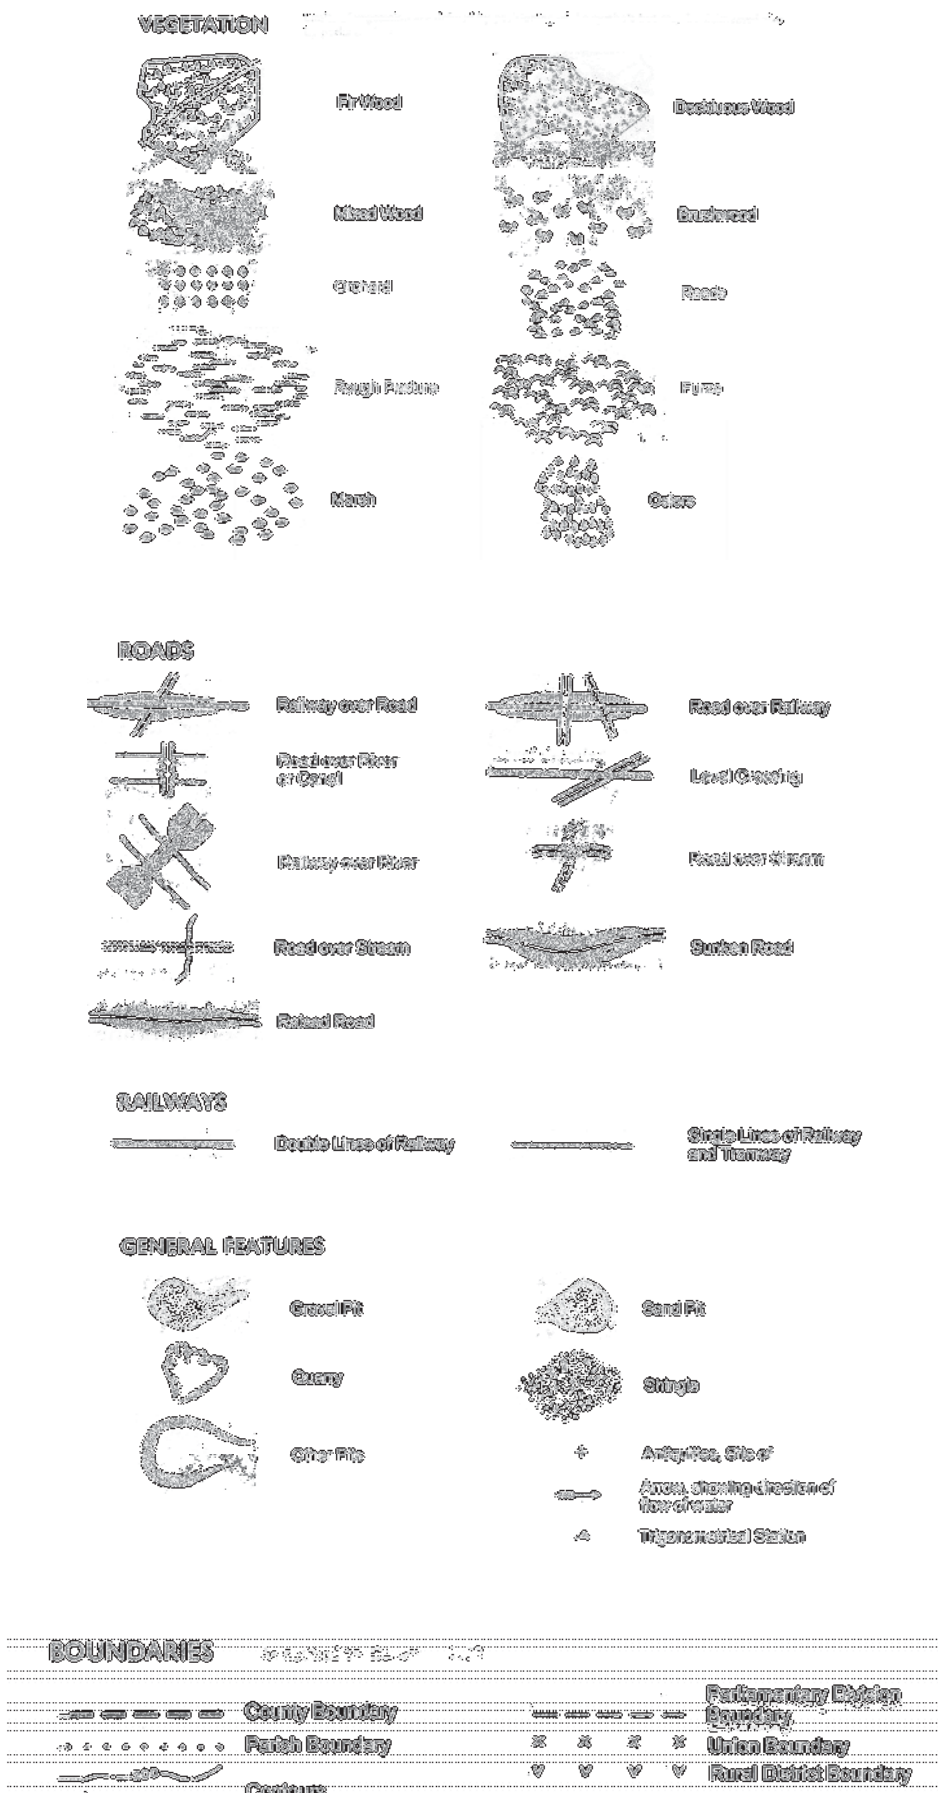 VEGETATION
Fir Wood
Deciduous Wood
Mixed Wood
Brushwood
Orchard
Reeds
Rough Pasture
Furze
Marsh
Osiers
ROADS
Railway over Road
Road over Railway
Road over River
or Canal
Level Crossing
Railway over River
Road over Stream
Road over Stream
Sunken Road
Raised Road
RAILWAYS
Double Lines of Railway
Single Lines of Railway
and Tramway
GENERAL FEATURES
Gravel Pit
Sand Pit
Quarry
Shingle
Other Pits
Antiquities, Site of
Arrow, showing direction of
flow of water
Trigonometrical Station
BOUNDARIES
County Boundary
Parliamentary Division
Boundary
Parish Boundary
Union Boundary
Rural District Boundary
Contours